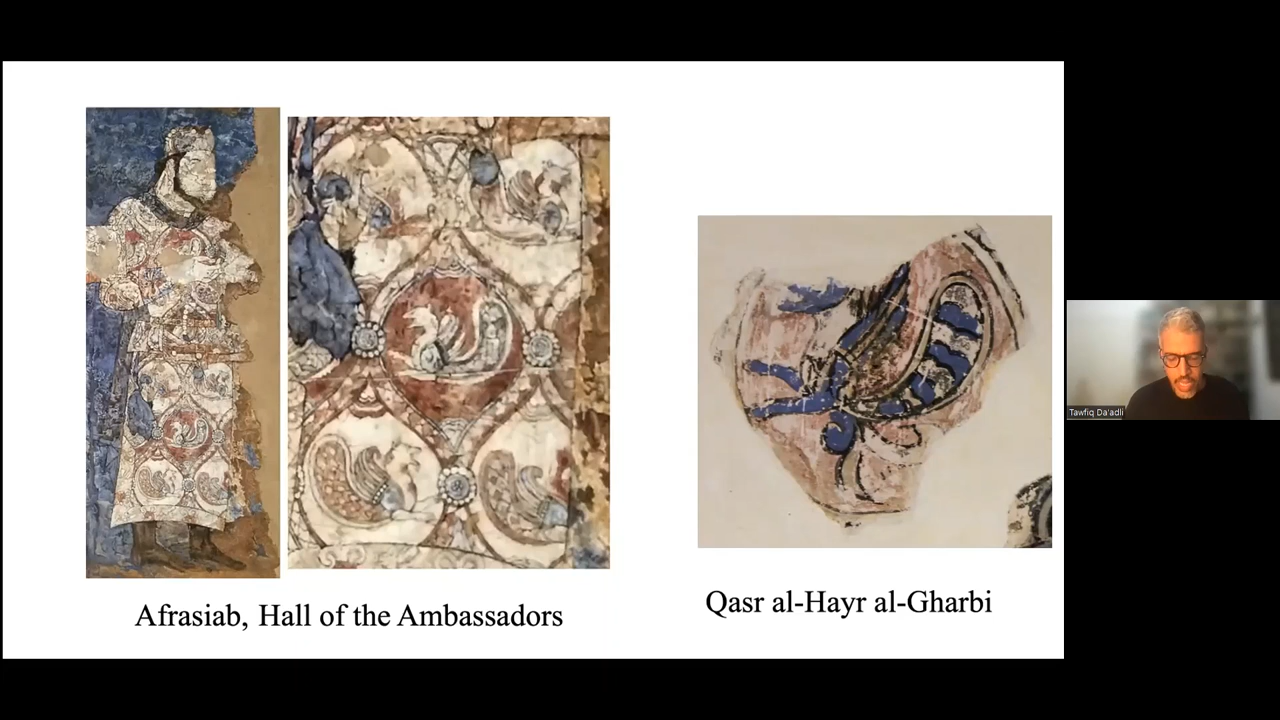 Afrasiab, Hall of the Ambassadors
Qasr al-Hayr al-Gharbi
Tawfiq Da'adli